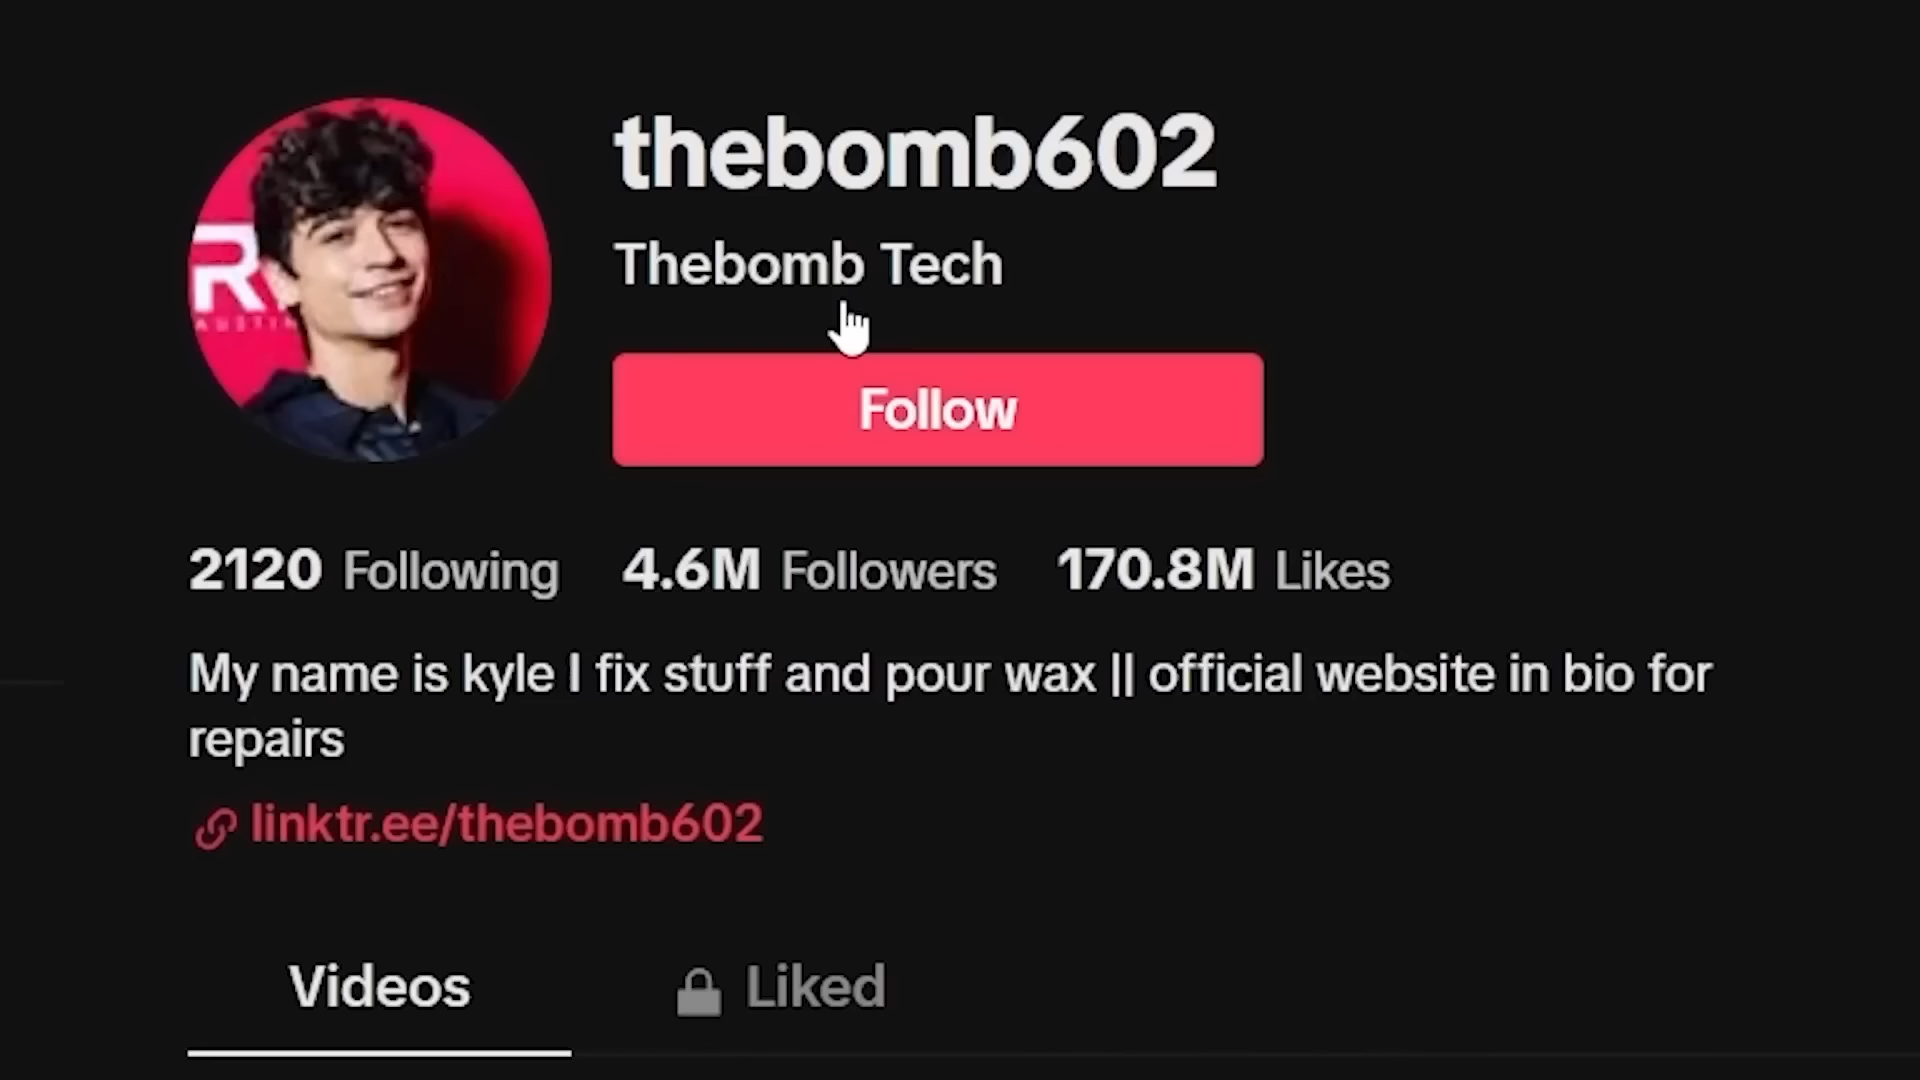 thebomb602
Thebomb Tech
R
AUSTIN
Follow
2120 Following 4.6M Followers 170.8M Likes
My name is kyle I fix stuff and pour wax || official website in bio for
repairs
linktr.ee/thebomb602
Videos Liked